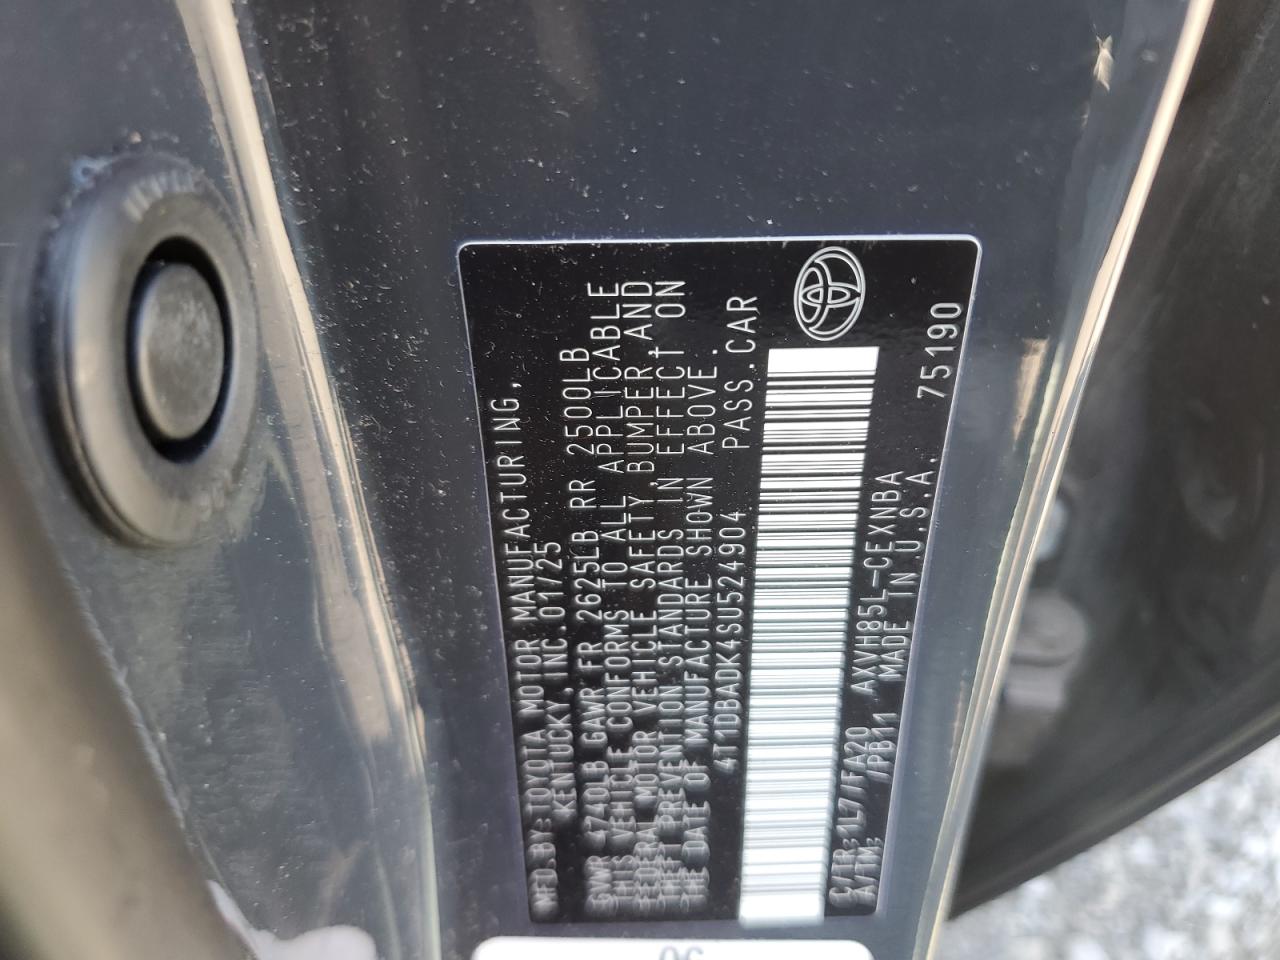 MFD.BY: TOYOTA MOTOR MANUFACTURING,
KENTUCKY, INC 01/25
GVWR 4740LB GAWR FR 2625LB RR 2500LB
THIS VEHICLE CONFORMS TO ALL APPLICABLE
FEDERAL MOTOR VEHICLE SAFETY, BUMPER, AND
THEFT PREVENTION STANDARDS IN EFFECT ON
THE DATE OF MANUFACTURE SHOWN ABOVE.
4T1DBADK4SU524904 PASS.CAR
C/TR: 1L7/FA20 AXVH85L-CEXNBA
A/TM: /PB11 MADE IN U.S.A. 75190